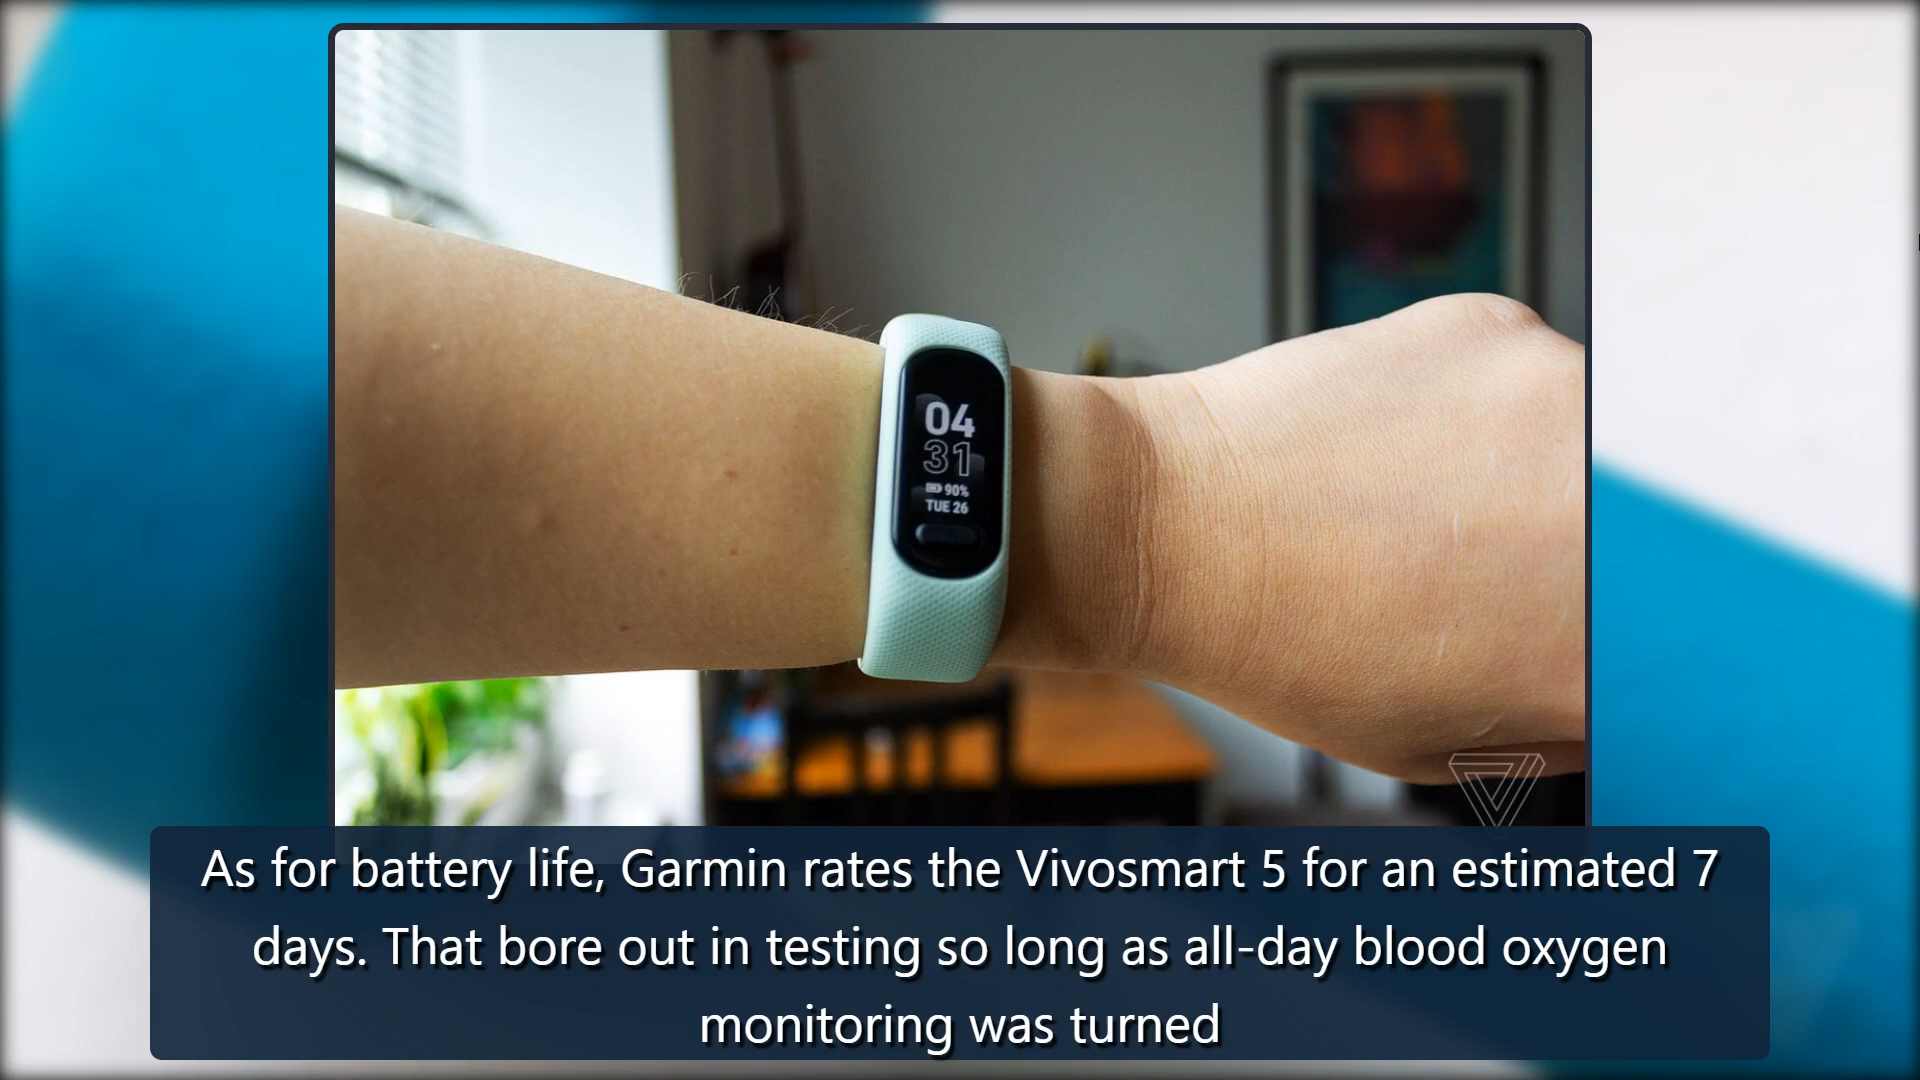 04
31
90%
TUE 26
As for battery life, Garmin rates the Vivosmart 5 for an estimated 7
days. That bore out in testing so long as all-day blood oxygen
monitoring was turned